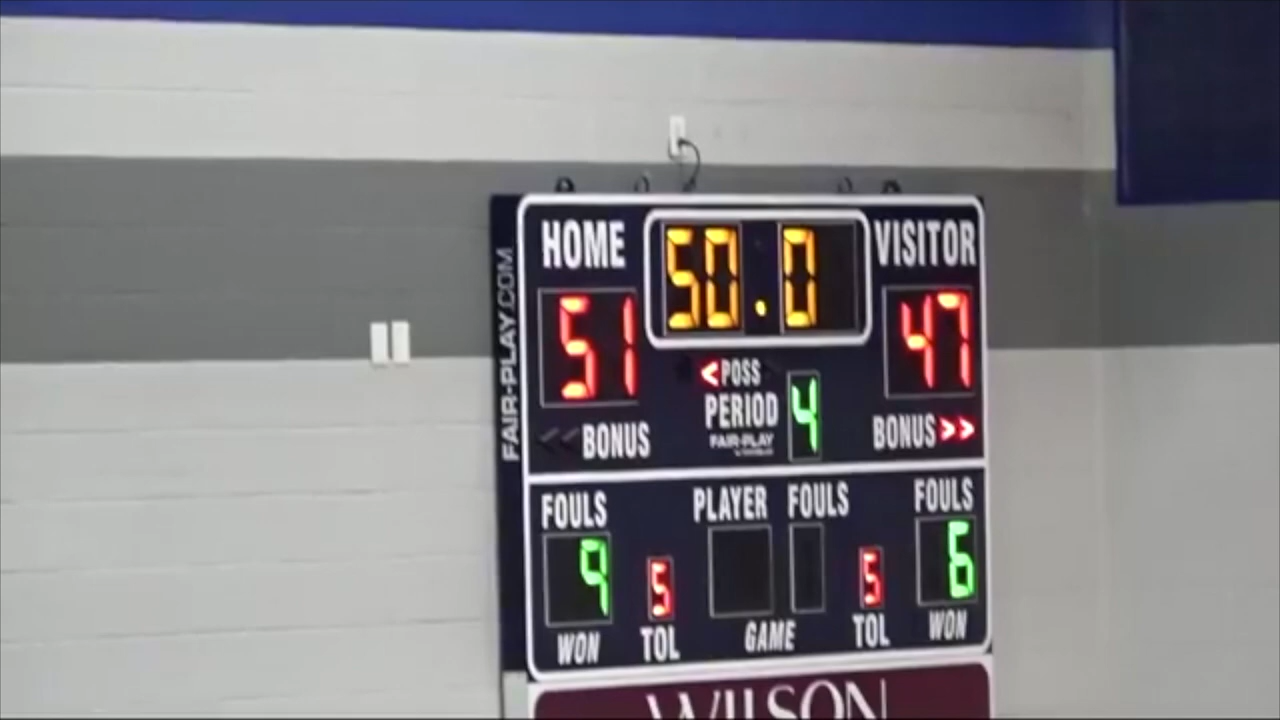 HOME 50.0 VISITOR
51 47
< POSS
PERIOD 4
FAIR-PLAY
BONUS BONUS >>
FAIR-PLAY.COM
FOULS PLAYER FOULS FOULS
9 5 5 6
WON TOL GAME TOL WON
WILSON